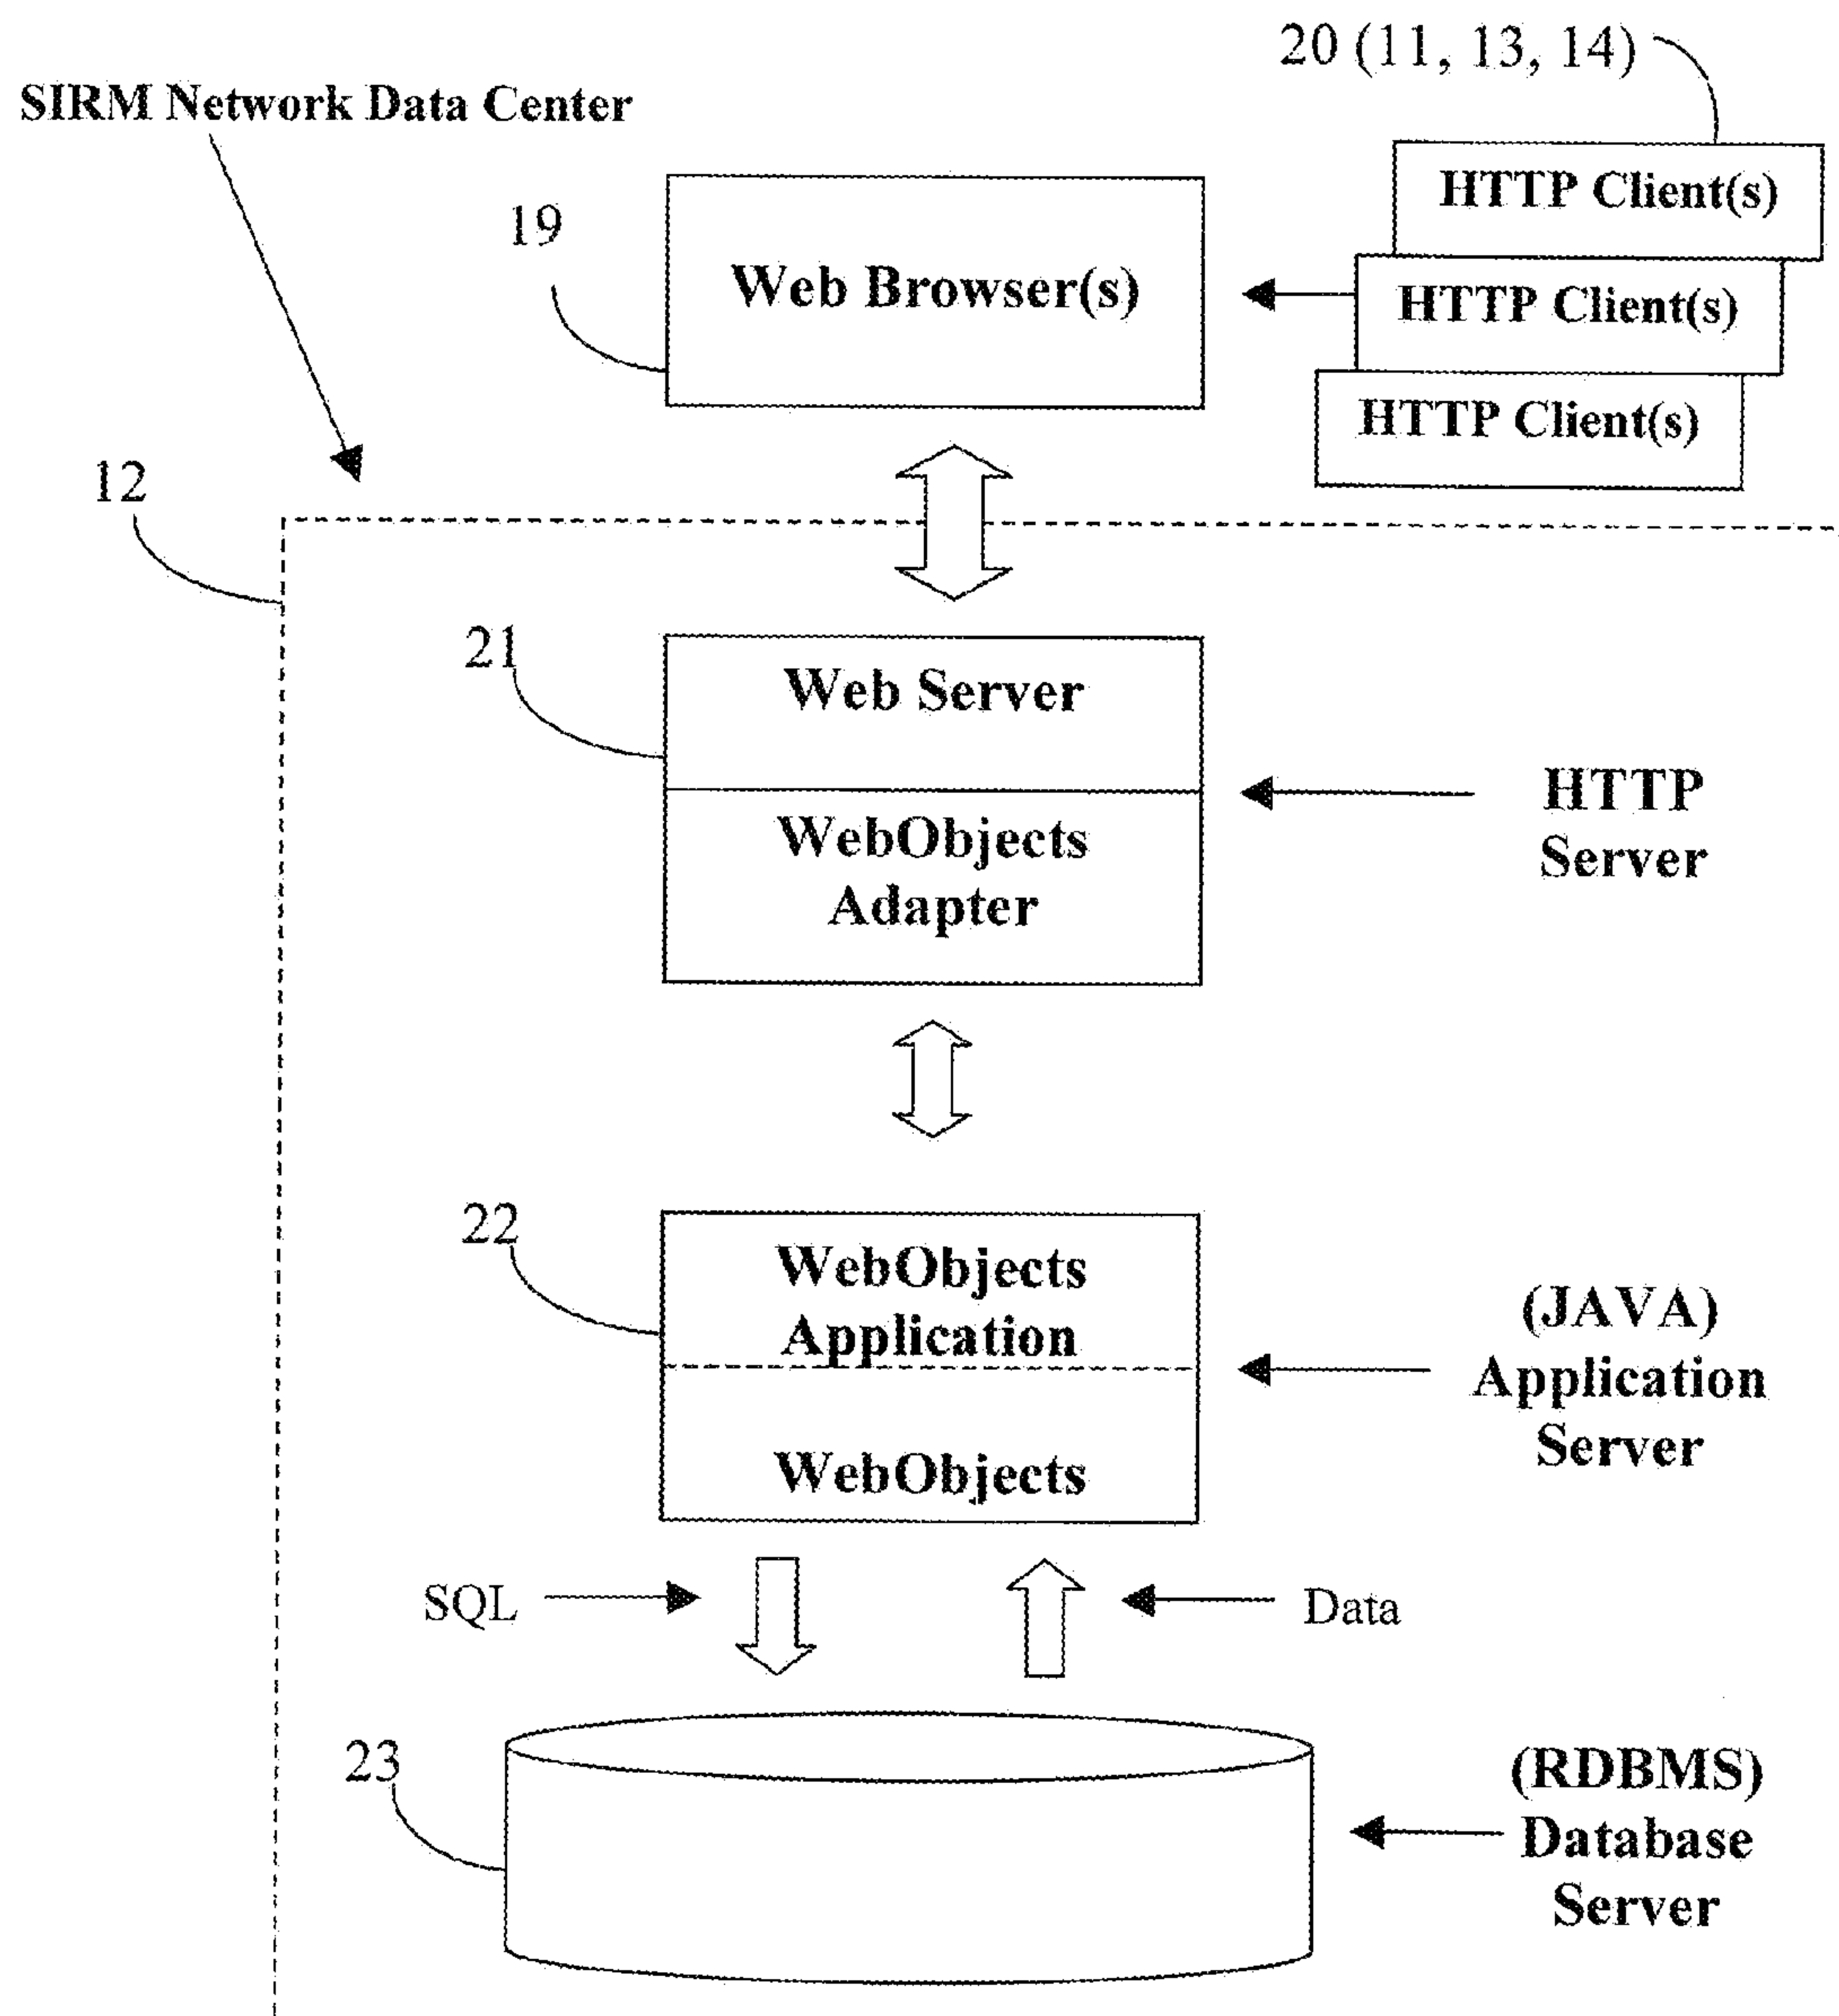 20 (11, 13, 14)
SIRM Network Data Center
HTTP Client(s)
19
Web Browser(s)
HTTP Client(s)
HTTP Client(s)
12
21
Web Server
WebObjects
Adapter
HTTP
Server
22
WebObjects
Application
WebObjects
(JAVA)
Application
Server
SQL
Data
23
(RDBMS)
Database
Server